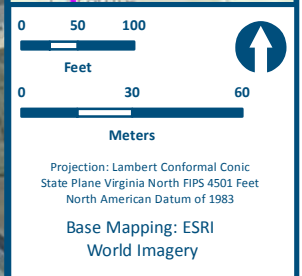 0 50 100
Feet
0 30 60
Meters
Projection: Lambert Conformal Conic
State Plane Virginia North FIPS 4501 Feet
North American Datum of 1983
Base Mapping: ESRI
World Imagery